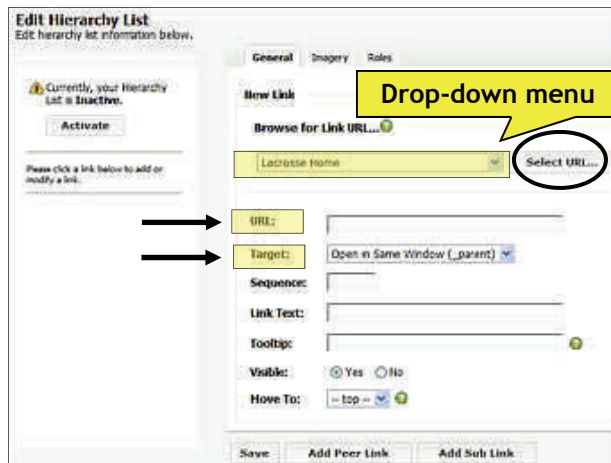 Edit Hierarchy List
Edit hierarchy list information below.
General Imagery Roles
Currently, your Hierarchy
List is Inactive.
Activate
Please click a link below to add or
modify a link.
New Link
Drop-down menu
Browse for Link URL...
Lacrosse Home
Select URL...
URL:
Target: Open in Same Window (_parent)
Sequence:
Link Text:
Tooltip:
Visible: Yes No
Move To: -- top --
Save Add Peer Link Add Sub Link